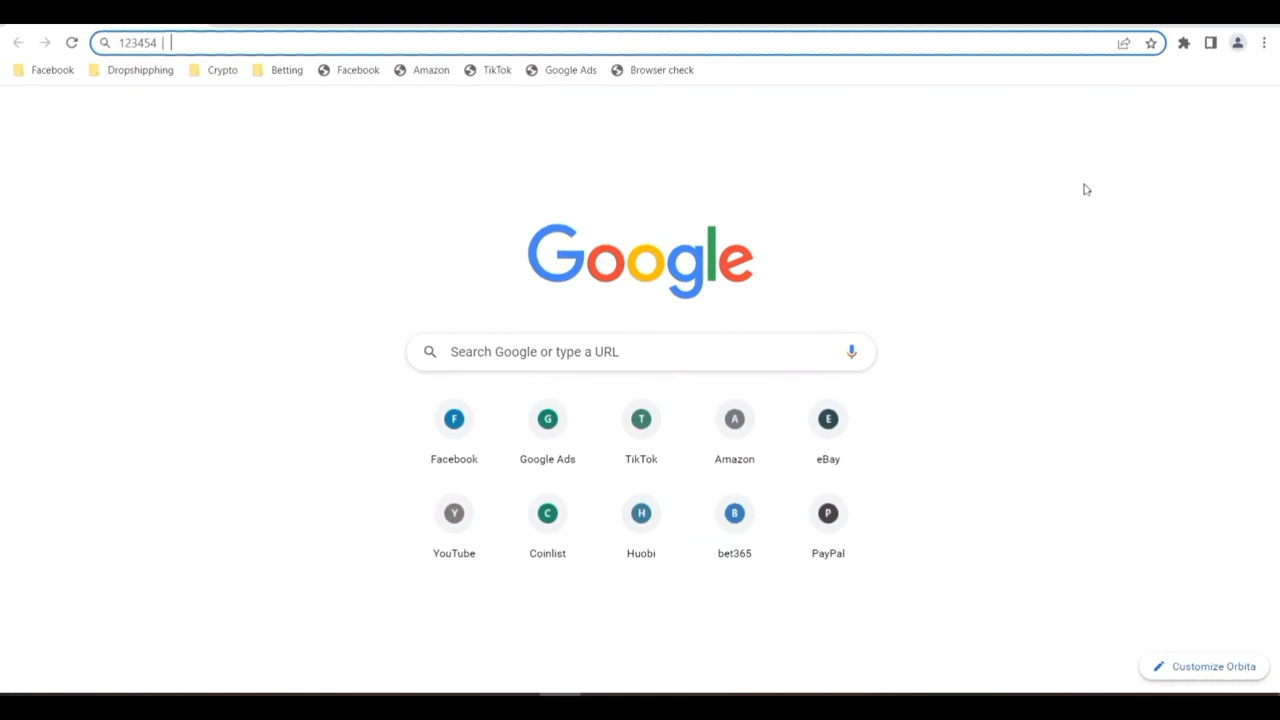 123454 |
Facebook Dropshipphing Crypto Betting Facebook Amazon TikTok Google Ads Browser check
Google
Search Google or type a URL
F G T A E
Facebook Google Ads TikTok Amazon eBay
Y C H B P
YouTube Coinlist Huobi bet365 PayPal
Customize Orbita